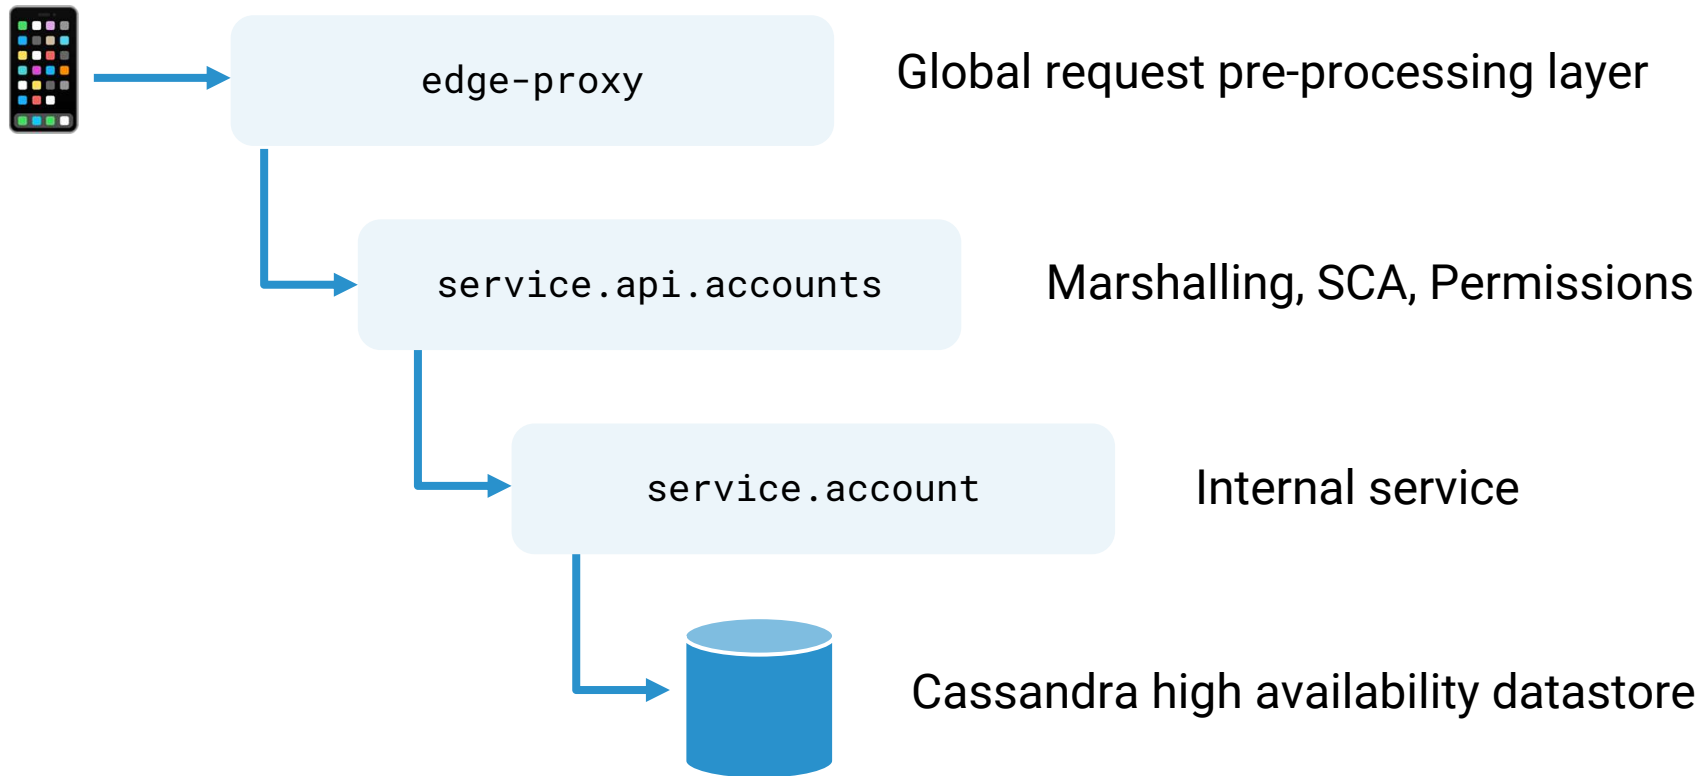 edge-proxy
Global request pre-processing layer
service.api.accounts
Marshalling, SCA, Permissions
service.account
Internal service
Cassandra high availability datastore